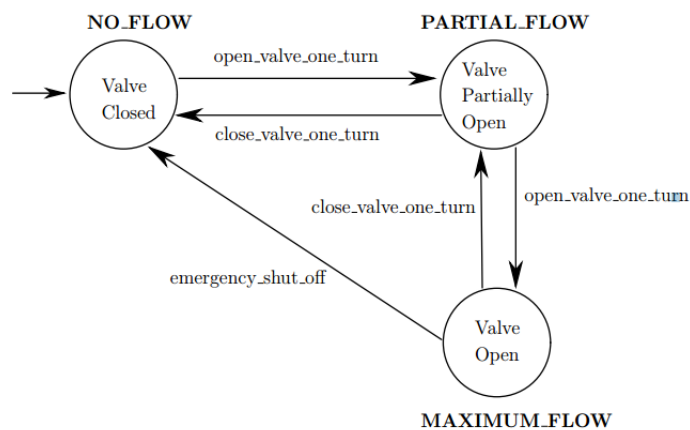 NO_FLOW
PARTIAL_FLOW
open_valve_one_turn
Valve
Closed
Valve
Partially
Open
close_valve_one_turn
close_valve_one_turn
open_valve_one_turn
emergency_shut_off
Valve
Open
MAXIMUM_FLOW